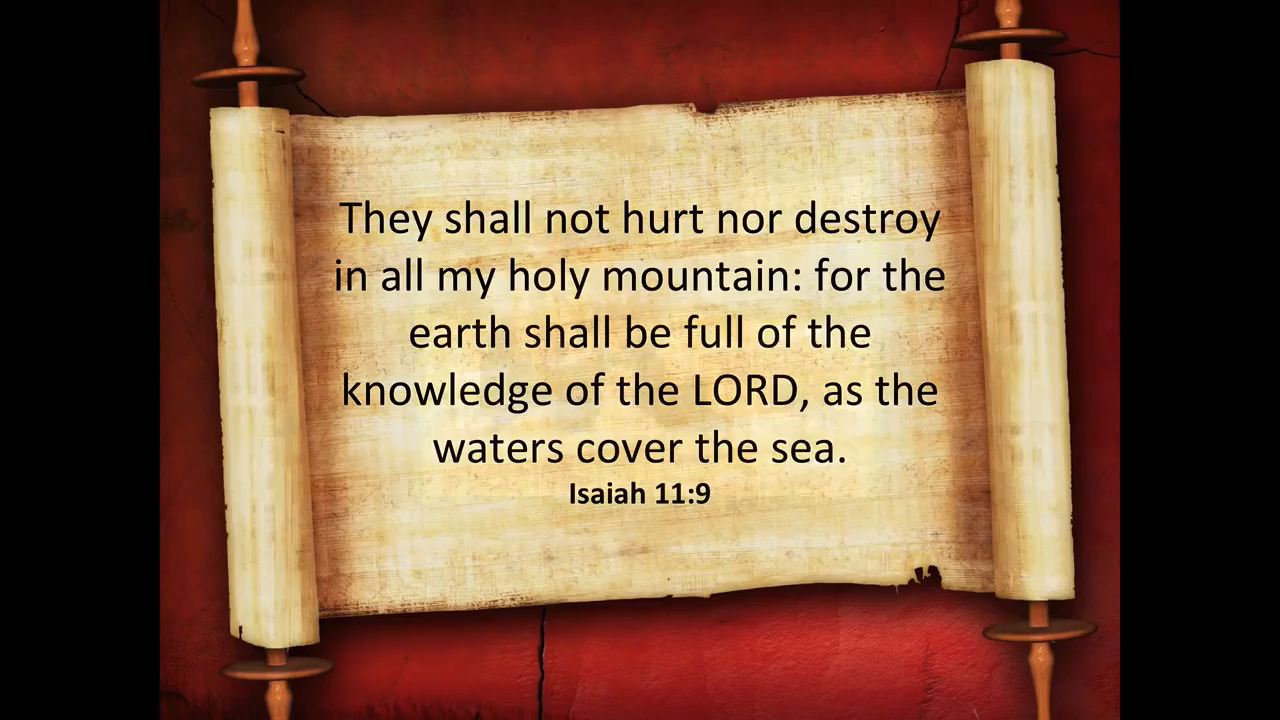 They shall not hurt nor destroy
in all my holy mountain: for the
earth shall be full of the
knowledge of the LORD, as the
waters cover the sea.
Isaiah 11:9